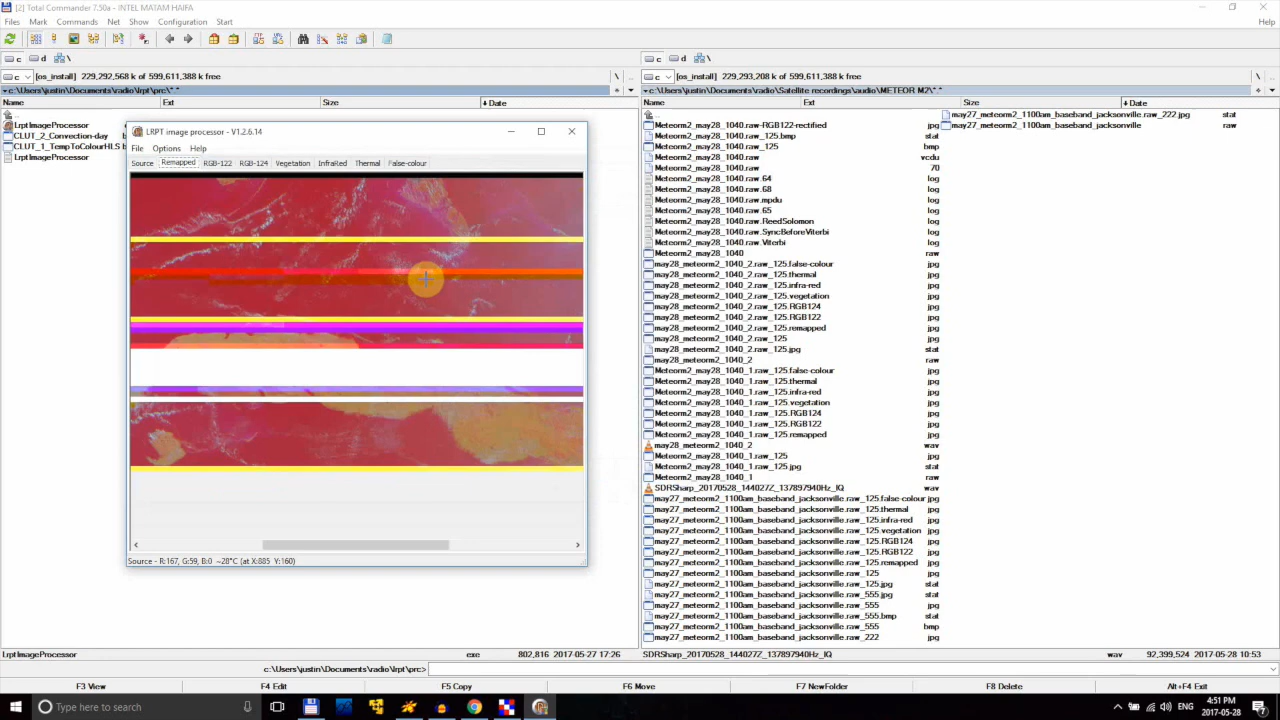 [2] Total Commander 7.50a - INTEL MATAM HAIFA
Files Mark Commands Net Show Configuration Start Help
c d \ c d \
c [os_install] 229,292,568 k of 599,611,388 k free \ .. c [os_install] 229,293,208 k of 599,611,388 k free \ ..
c:\Users\justin\Documents\radio\lrpt\prc\*.* c:\Users\justin\Documents\radio\Satellite recordings\audio\METEOR M2\*.*
Name Ext Size Date Name Ext Size Date
LrptImageProcessor
CLUT_2_Convection-day
CLUT_1_TempToColourHLS
LrptImageProcessor
LRPT image processor - V1.2.6.14
File Options Help
Source Remapped RGB-122 RGB-124 Vegetation InfraRed Thermal False-colour
Source - R:167, G:59, B:0 ~28°C (at X:885 Y:160)
Meteorm2_may28_1040.raw-RGB122-rectified jpg
Meteorm2_may28_1040.raw_125.bmp stat
Meteorm2_may28_1040.raw_125 bmp
Meteorm2_may28_1040.raw vcdu
Meteorm2_may28_1040.raw 70
Meteorm2_may28_1040.raw.64 log
Meteorm2_may28_1040.raw.68 log
Meteorm2_may28_1040.raw.mpdu log
Meteorm2_may28_1040.raw.65 log
Meteorm2_may28_1040.raw.ReedSolomon log
Meteorm2_may28_1040.raw.SyncBeforeViterbi log
Meteorm2_may28_1040.raw.Viterbi log
Meteorm2_may28_1040 raw
may28_meteorm2_1040_2.raw_125.false-colour jpg
may28_meteorm2_1040_2.raw_125.thermal jpg
may28_meteorm2_1040_2.raw_125.infra-red jpg
may28_meteorm2_1040_2.raw_125.vegetation jpg
may28_meteorm2_1040_2.raw_125.RGB124 jpg
may28_meteorm2_1040_2.raw_125.RGB122 jpg
may28_meteorm2_1040_2.raw_125.remapped jpg
may28_meteorm2_1040_2.raw_125 jpg
may28_meteorm2_1040_2.raw_125.jpg stat
may28_meteorm2_1040_2 raw
Meteorm2_may28_1040_1.raw_125.false-colour jpg
Meteorm2_may28_1040_1.raw_125.thermal jpg
Meteorm2_may28_1040_1.raw_125.infra-red jpg
Meteorm2_may28_1040_1.raw_125.vegetation jpg
Meteorm2_may28_1040_1.raw_125.RGB124 jpg
Meteorm2_may28_1040_1.raw_125.RGB122 jpg
Meteorm2_may28_1040_1.raw_125.remapped jpg
may28_meteorm2_1040_2 wav
Meteorm2_may28_1040_1.raw_125 jpg
Meteorm2_may28_1040_1.raw_125.jpg stat
Meteorm2_may28_1040_1 raw
SDRSharp_20170528_144027Z_137897940Hz_IQ wav
may27_meteorm2_1100am_baseband_jacksonville.raw_125.false-colour jpg
may27_meteorm2_1100am_baseband_jacksonville.raw_125.thermal jpg
may27_meteorm2_1100am_baseband_jacksonville.raw_125.infra-red jpg
may27_meteorm2_1100am_baseband_jacksonville.raw_125.vegetation jpg
may27_meteorm2_1100am_baseband_jacksonville.raw_125.RGB124 jpg
may27_meteorm2_1100am_baseband_jacksonville.raw_125.RGB122 jpg
may27_meteorm2_1100am_baseband_jacksonville.raw_125.remapped jpg
may27_meteorm2_1100am_baseband_jacksonville.raw_125 jpg
may27_meteorm2_1100am_baseband_jacksonville.raw_125.jpg stat
may27_meteorm2_1100am_baseband_jacksonville.raw_555.jpg stat
may27_meteorm2_1100am_baseband_jacksonville.raw_555 jpg
may27_meteorm2_1100am_baseband_jacksonville.raw_555.bmp stat
may27_meteorm2_1100am_baseband_jacksonville.raw_555 bmp
may27_meteorm2_1100am_baseband_jacksonville.raw_222 jpg
may27_meteorm2_1100am_baseband_jacksonville.raw_222.jpg stat
may27_meteorm2_1100am_baseband_jacksonville raw
LrptImageProcessor exe 802,816 2017-05-27 17:26 SDRSharp_20170528_144027Z_137897940Hz_IQ wav 92,399,524 2017-05-28 10:53
c:\Users\justin\Documents\radio\lrpt\prc>
F3 View F4 Edit F5 Copy F6 Move F7 NewFolder F8 Delete Alt+F4 Exit
Type here to search ENG 4:51 PM
2017-05-28